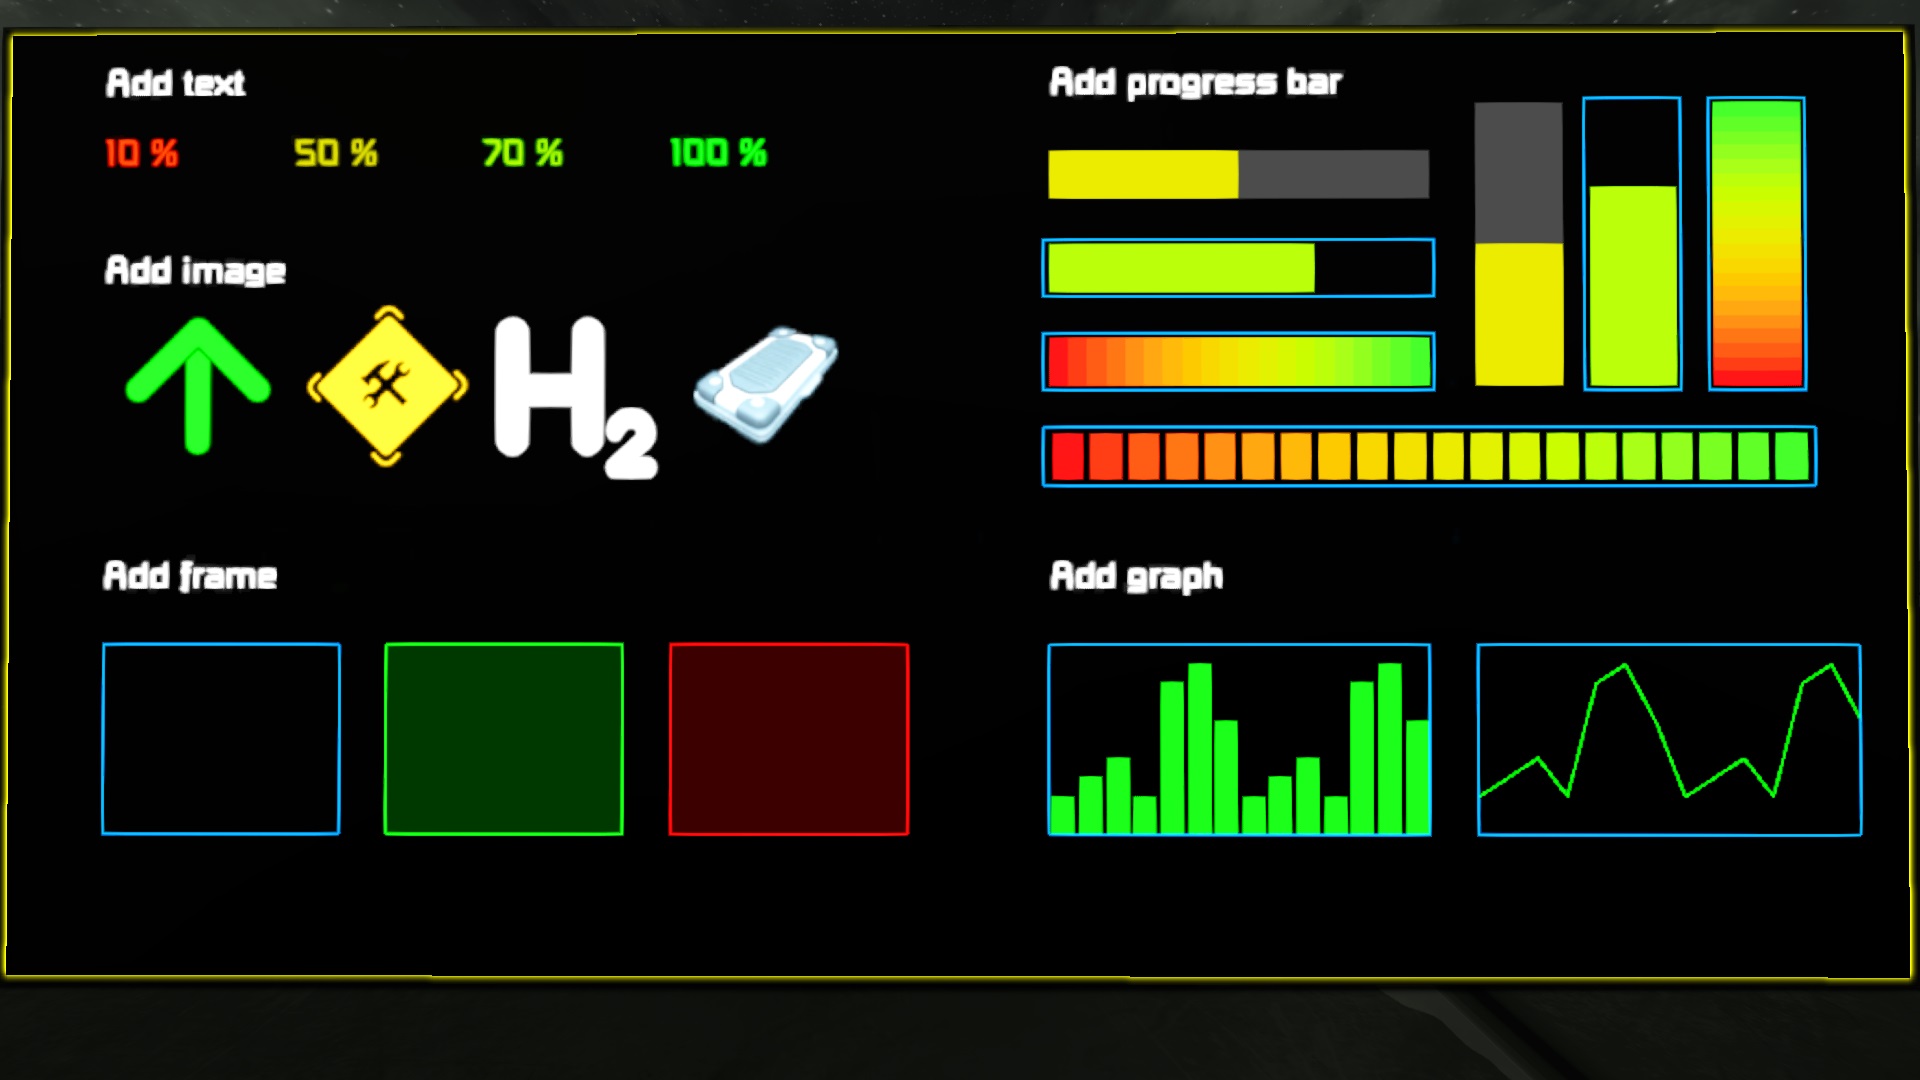 Add text
10 %
50 %
70 %
100 %
Add image
H2
Add frame
Add progress bar
Add graph